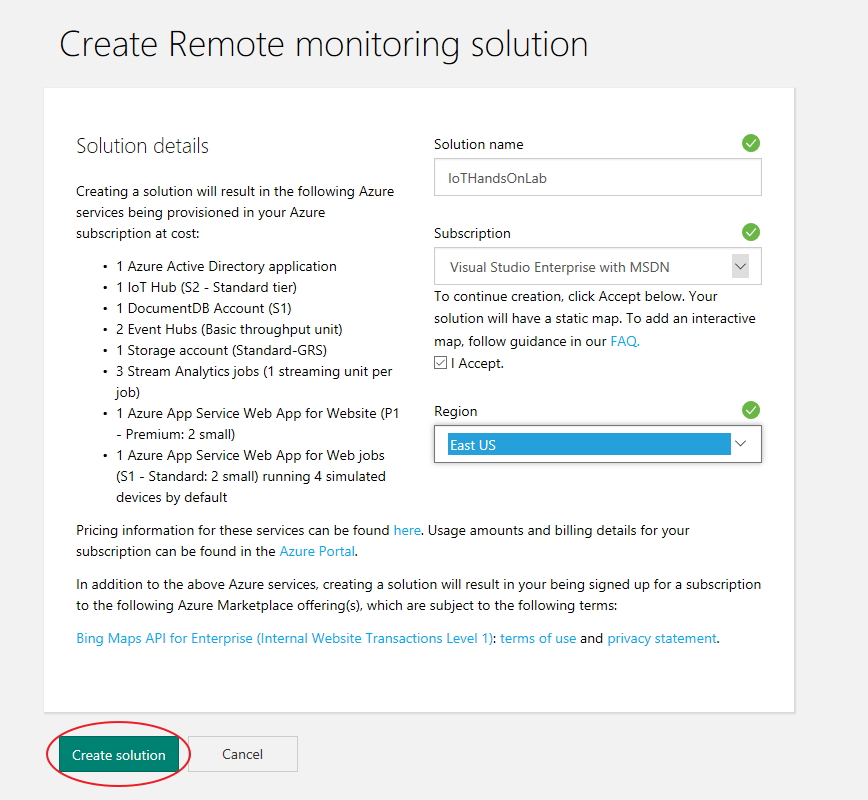 Create Remote monitoring solution
Solution details
Creating a solution will result in the following Azure
services being provisioned in your Azure
subscription at cost:
• 1 Azure Active Directory application
• 1 IoT Hub (S2 - Standard tier)
• 1 DocumentDB Account (S1)
• 2 Event Hubs (Basic throughput unit)
• 1 Storage account (Standard-GRS)
• 3 Stream Analytics jobs (1 streaming unit per
job)
• 1 Azure App Service Web App for Website (P1
- Premium: 2 small)
• 1 Azure App Service Web App for Web jobs
(S1 - Standard: 2 small) running 4 simulated
devices by default
Solution name
IoTHandsOnLab
Subscription
Visual Studio Enterprise with MSDN
To continue creation, click Accept below. Your
solution will have a static map. To add an interactive
map, follow guidance in our FAQ.
I Accept.
Region
East US
Pricing information for these services can be found here. Usage amounts and billing details for your
subscription can be found in the Azure Portal.
In addition to the above Azure services, creating a solution will result in your being signed up for a subscription
to the following Azure Marketplace offering(s), which are subject to the following terms:
Bing Maps API for Enterprise (Internal Website Transactions Level 1): terms of use and privacy statement.
Create solution
Cancel